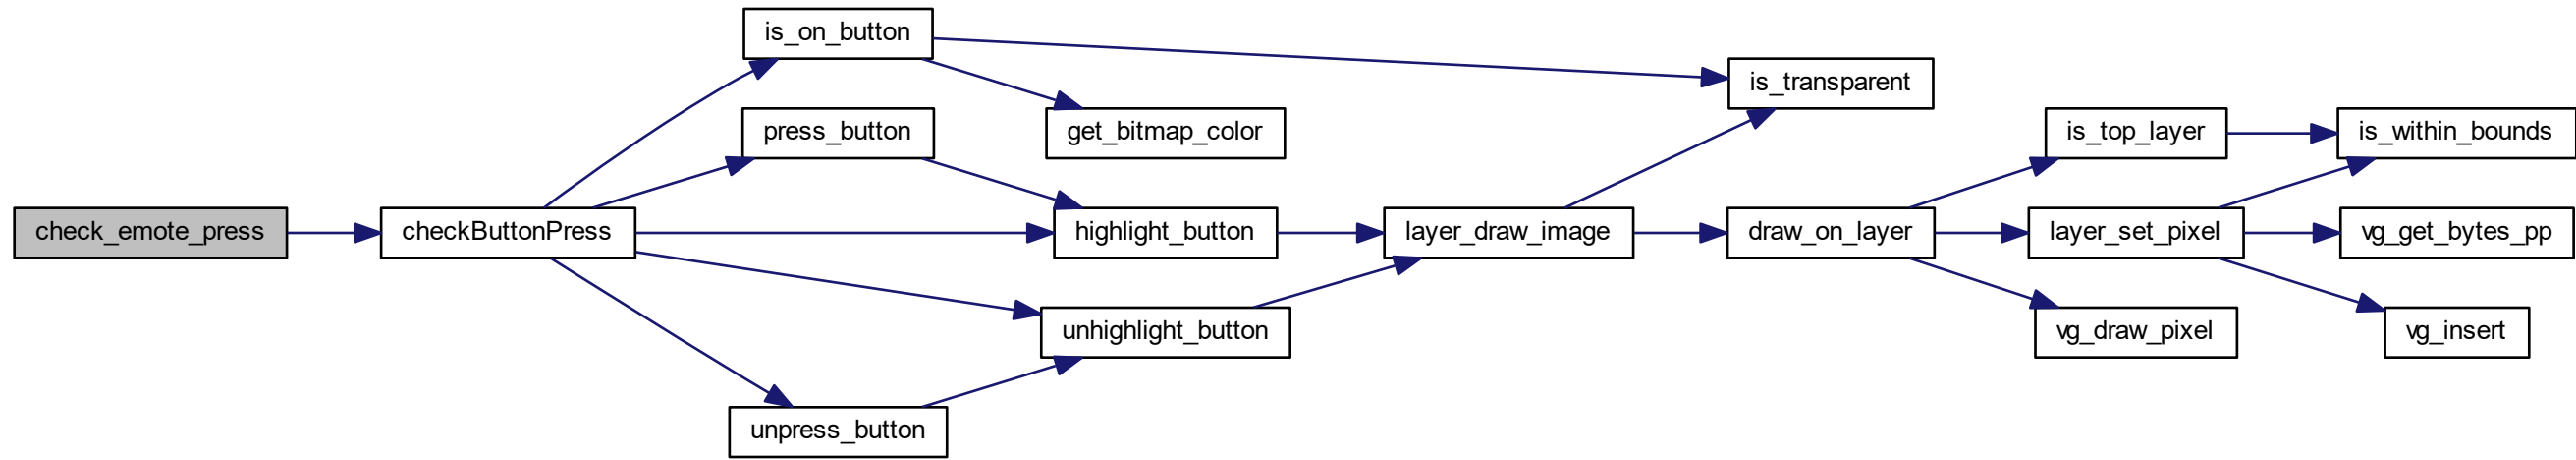 check_emote_press
checkButtonPress
is_on_button
press_button
unpress_button
get_bitmap_color
highlight_button
unhighlight_button
layer_draw_image
is_transparent
draw_on_layer
is_top_layer
layer_set_pixel
vg_draw_pixel
is_within_bounds
vg_get_bytes_pp
vg_insert